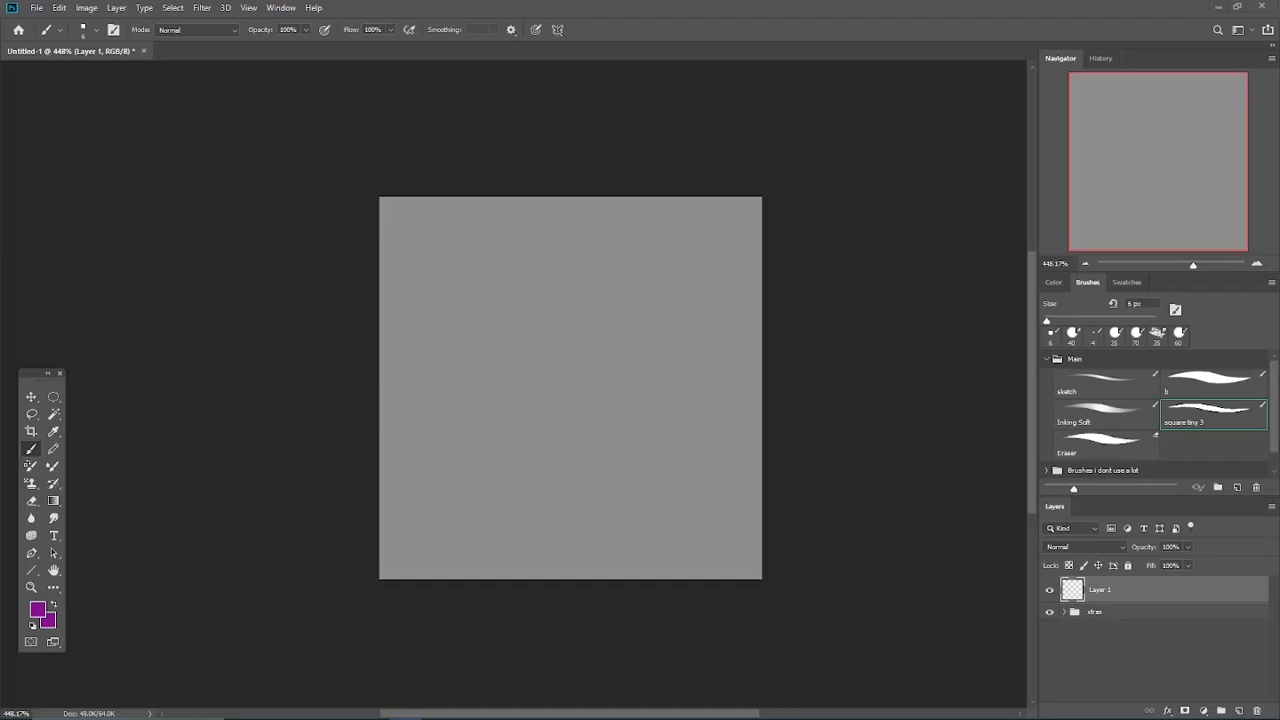 Ps File Edit Image Layer Type Select Filter 3D View Window Help
6 Mode: Normal Opacity: 100% Flow: 100% Smoothing:
Untitled-1 @ 448% (Layer 1, RGB/8) *
Navigator History
448.17%
Color Brushes Swatches
Size: 6 px
6 40 4 25 70 35 60
Main
sketch b
Inking Soft square tiny 3
Eraser
Brushes i dont use a lot
Layers
Kind
Normal Opacity: 100%
Lock: Fill: 100%
Layer 1
xtras
448.17% Doc: 48.0K/64.0K